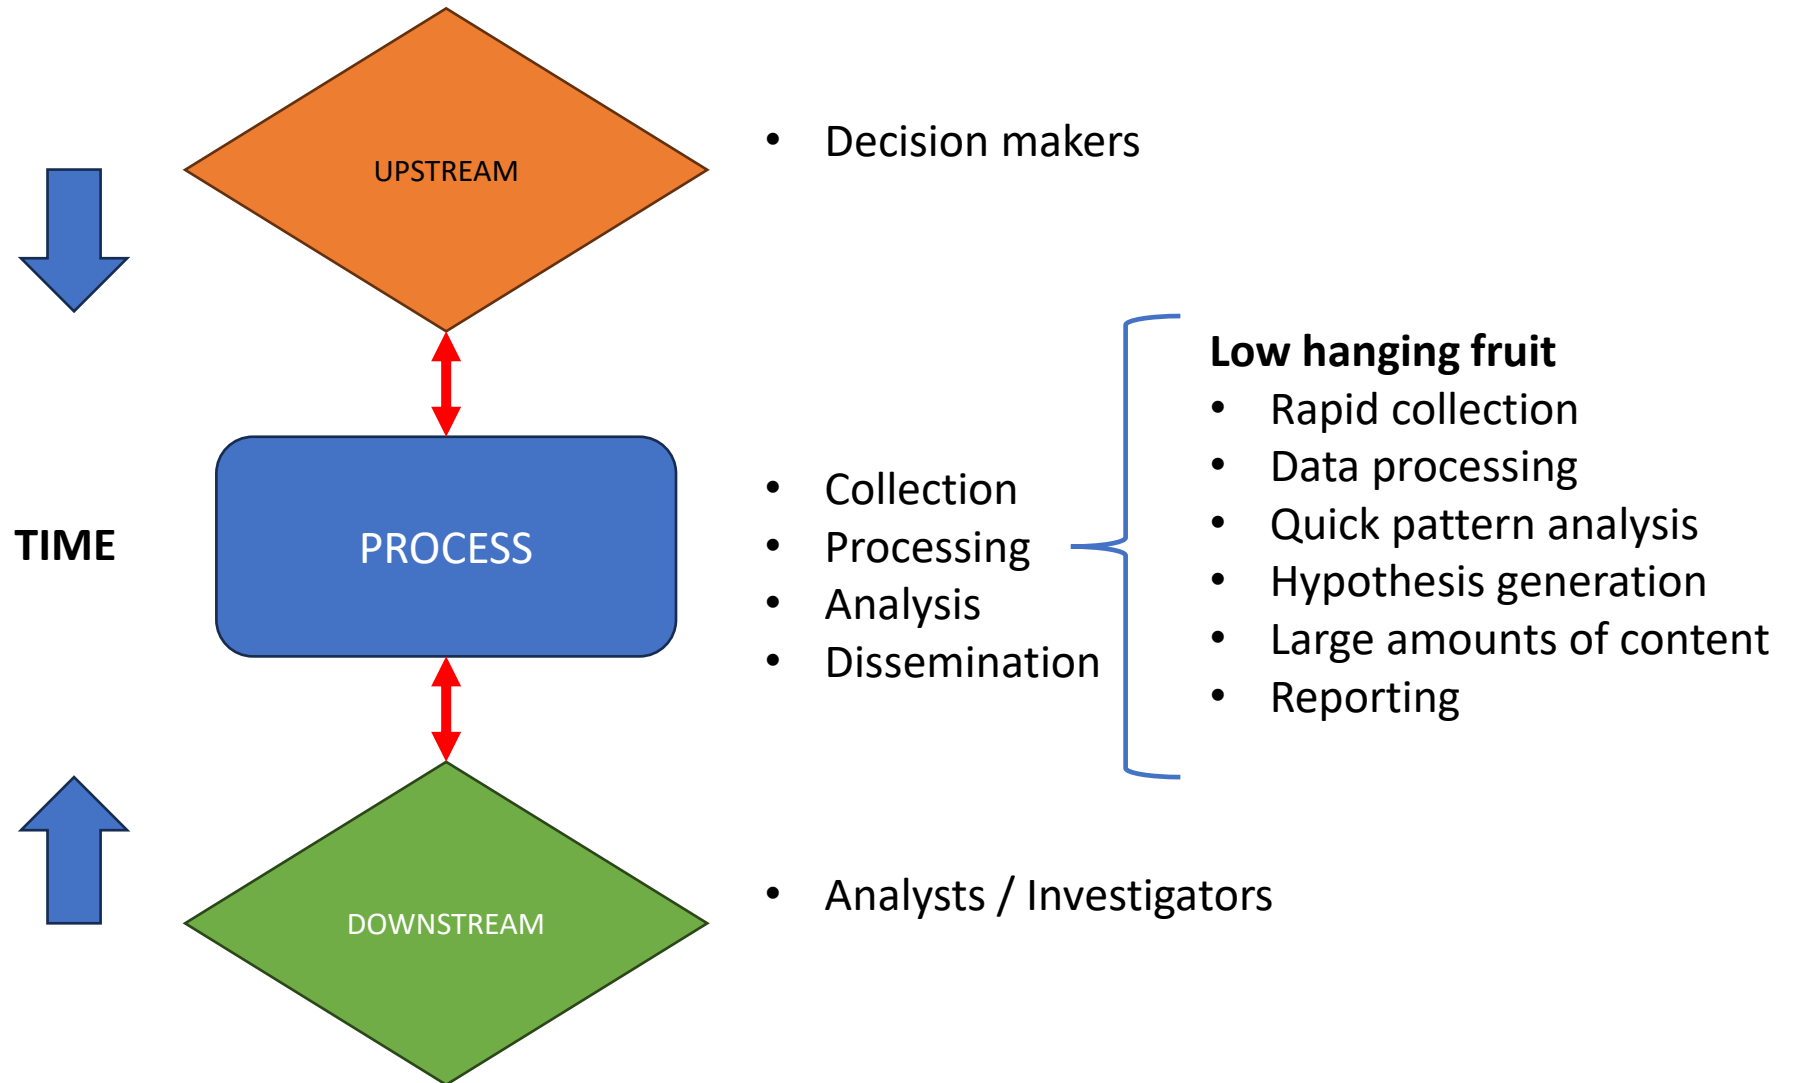 UPSTREAM
• Decision makers
TIME
PROCESS
• Collection
• Processing
• Analysis
• Dissemination
Low hanging fruit
• Rapid collection
• Data processing
• Quick pattern analysis
• Hypothesis generation
• Large amounts of content
• Reporting
DOWNSTREAM
• Analysts / Investigators